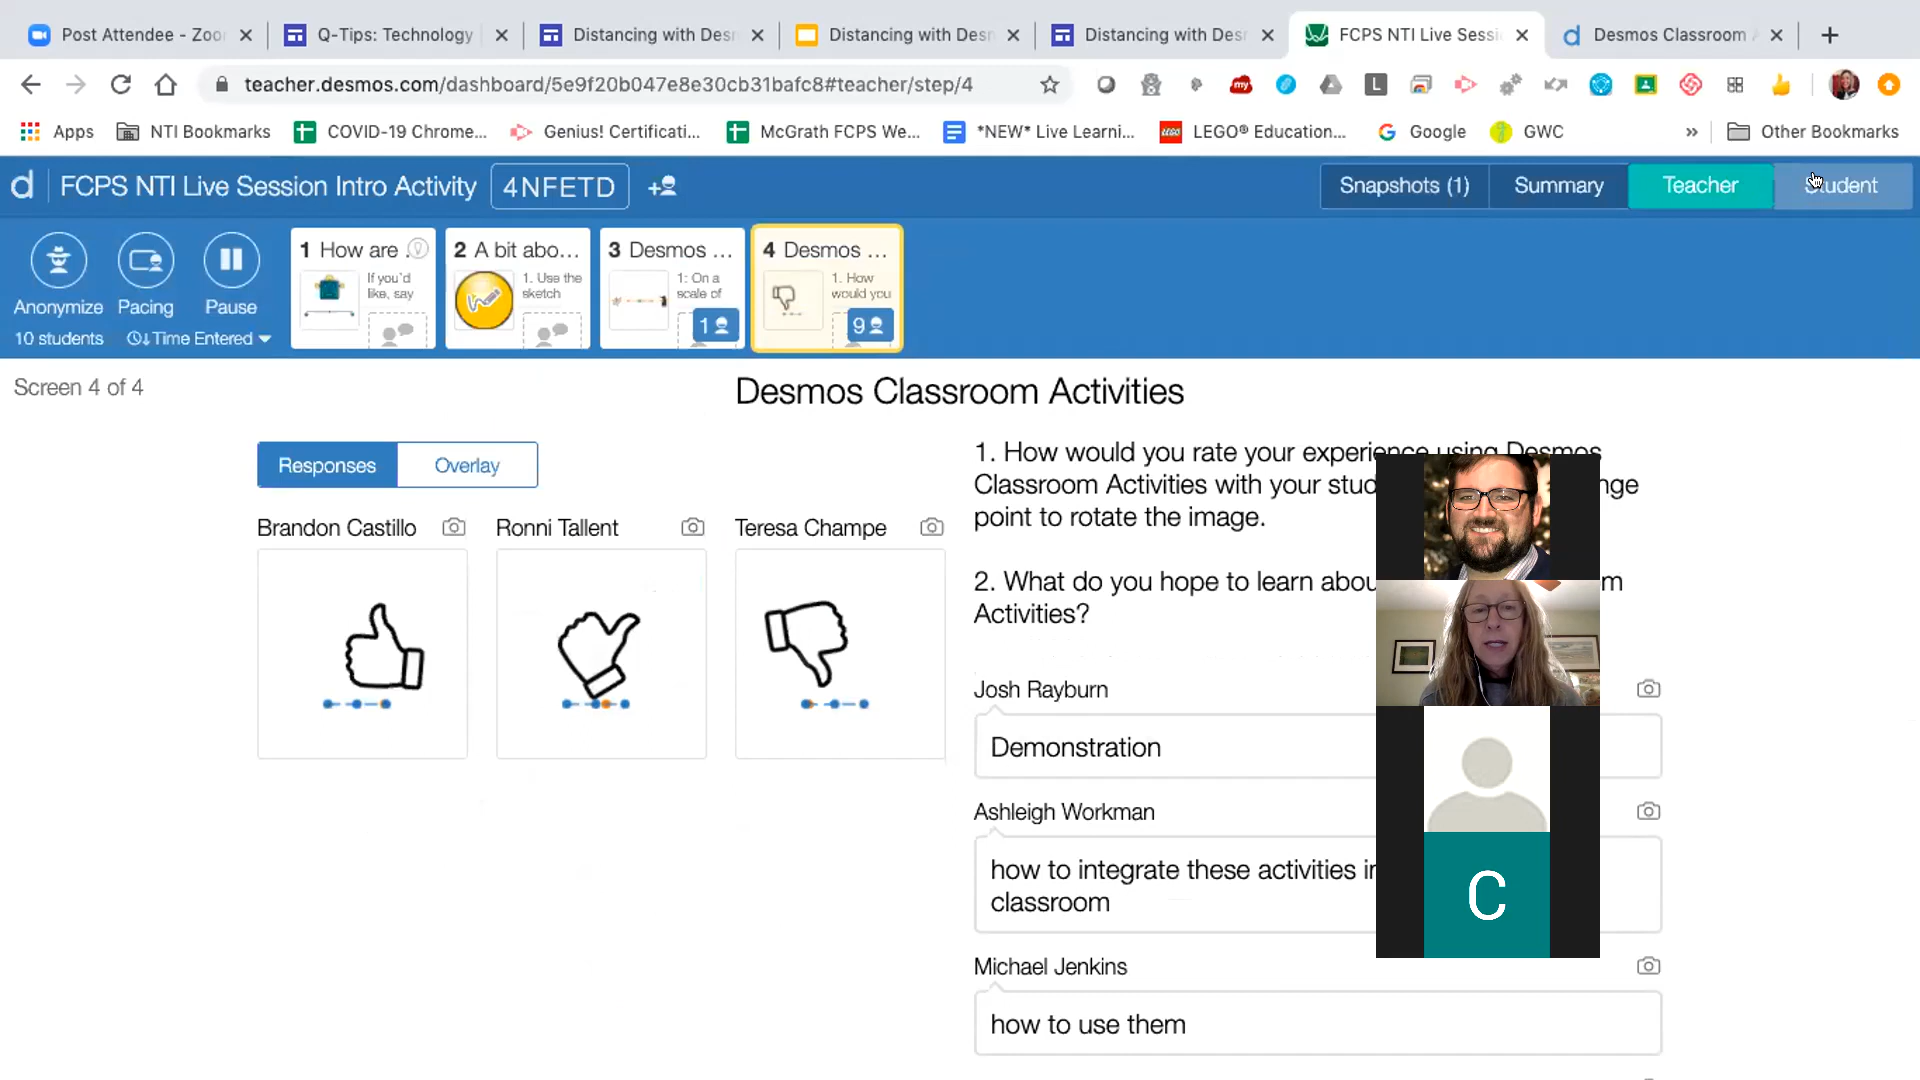 Post Attendee - Zoo
Q-Tips: Technology
Distancing with Des
Distancing with Des
Distancing with Des
FCPS NTI Live Sessi
Desmos Classroom A
teacher.desmos.com/dashboard/5e9f20b047e8e30cb31bafc8#teacher/step/4
my
L
Apps
NTI Bookmarks
COVID-19 Chrome...
Genius! Certificati...
McGrath FCPS We...
*NEW* Live Learni...
LEGO® Education...
Google
GWC
»
Other Bookmarks
d
FCPS NTI Live Session Intro Activity
4NFETD
Snapshots (1)
Summary
Teacher
Student
Anonymize
Pacing
Pause
10 students
Time Entered
1 How are
If you'd
like, say
2 A bit abo...
1. Use the
sketch
3 Desmos ...
1: On a
scale of
1
4 Desmos ...
1. How
would you
9
Screen 4 of 4
Desmos Classroom Activities
Responses
Overlay
Brandon Castillo
Ronni Tallent
Teresa Champe
1. How would you rate your experience using Desmos
Classroom Activities with your stud nge
point to rotate the image.
2. What do you hope to learn abou m
Activities?
Josh Rayburn
Demonstration
Ashleigh Workman
how to integrate these activities in
classroom
Michael Jenkins
how to use them
C